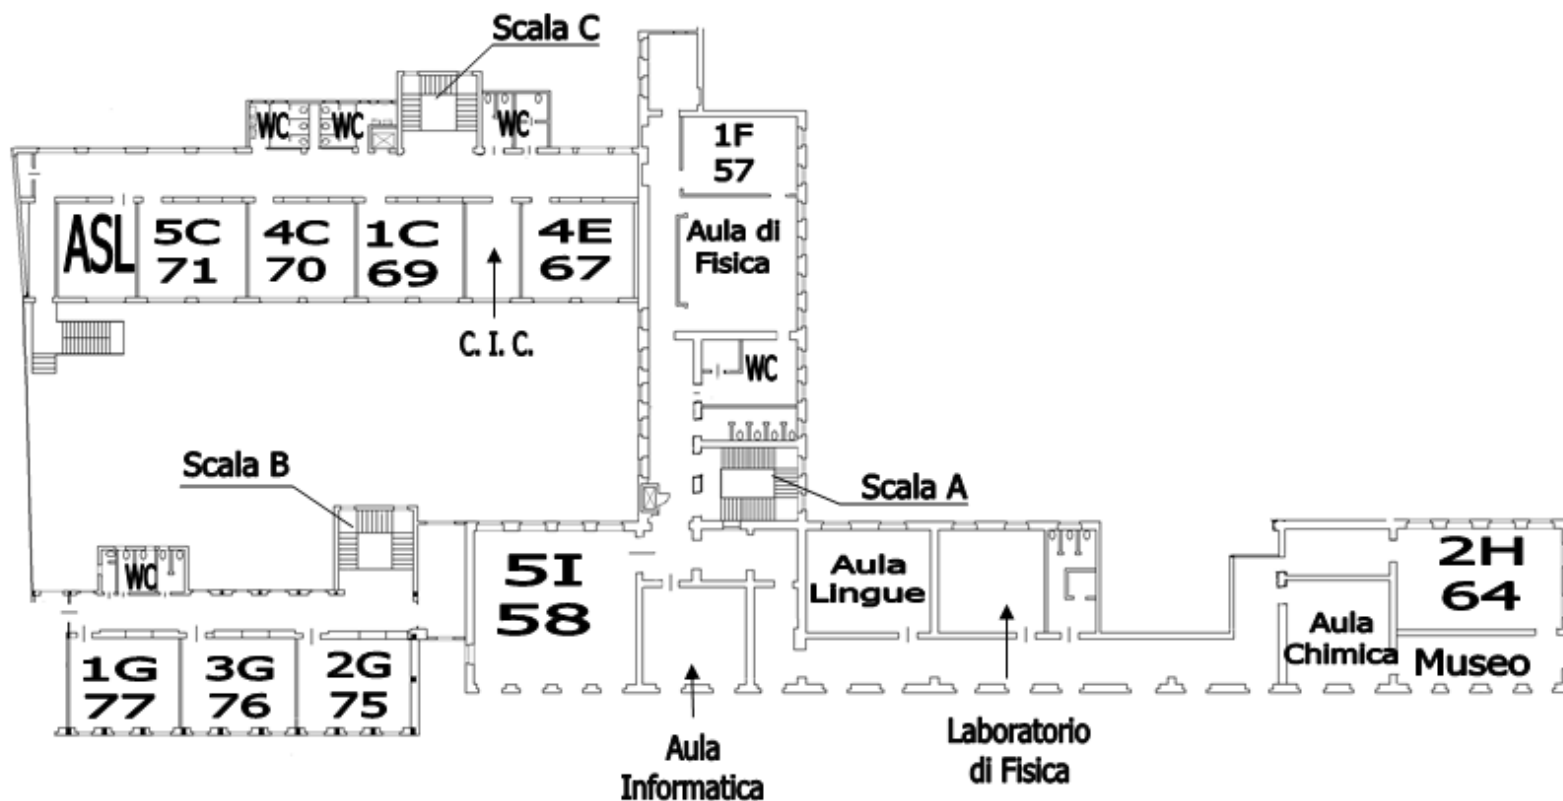 Scala C
WC
WC
WC
1F
57
ASL
5C
71
4C
70
1C
69
4E
67
Aula di
Fisica
C. I. C.
WC
Scala B
Scala A
WC
5I
58
Aula
Lingue
2H
64
Aula
Chimica
Museo
1G
77
3G
76
2G
75
Aula
Informatica
Laboratorio
di Fisica